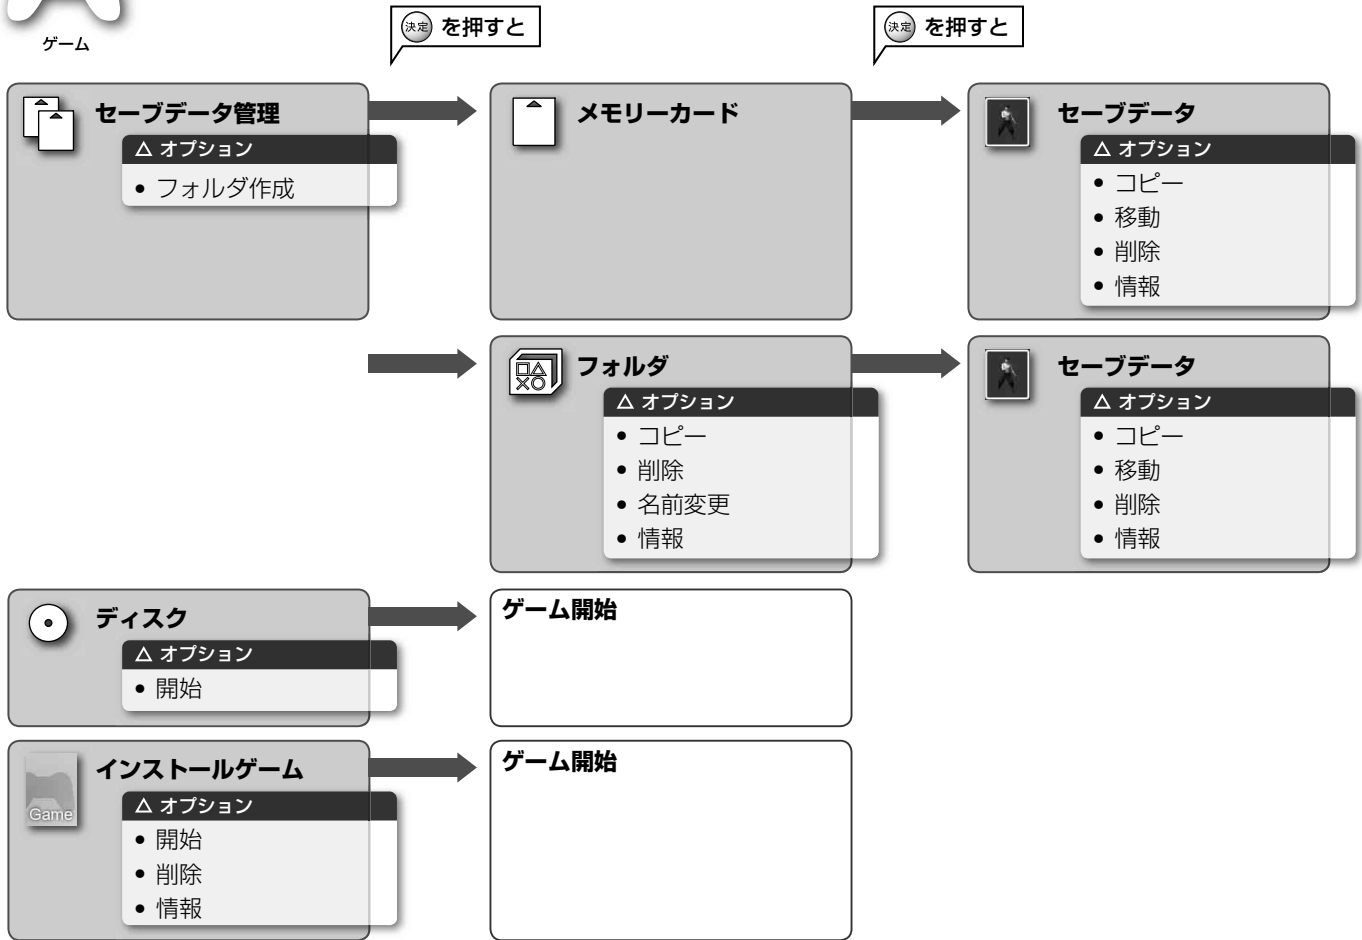 ゲーム
決定 を押すと
決定 を押すと
セーブデータ管理
△ オプション
• フォルダ作成
メモリーカード
セーブデータ
△ オプション
• コピー
• 移動
• 削除
• 情報
フォルダ
△ オプション
• コピー
• 削除
• 名前変更
• 情報
セーブデータ
△ オプション
• コピー
• 移動
• 削除
• 情報
ディスク
△ オプション
• 開始
ゲーム開始
インストールゲーム
Game
△ オプション
• 開始
• 削除
• 情報
ゲーム開始